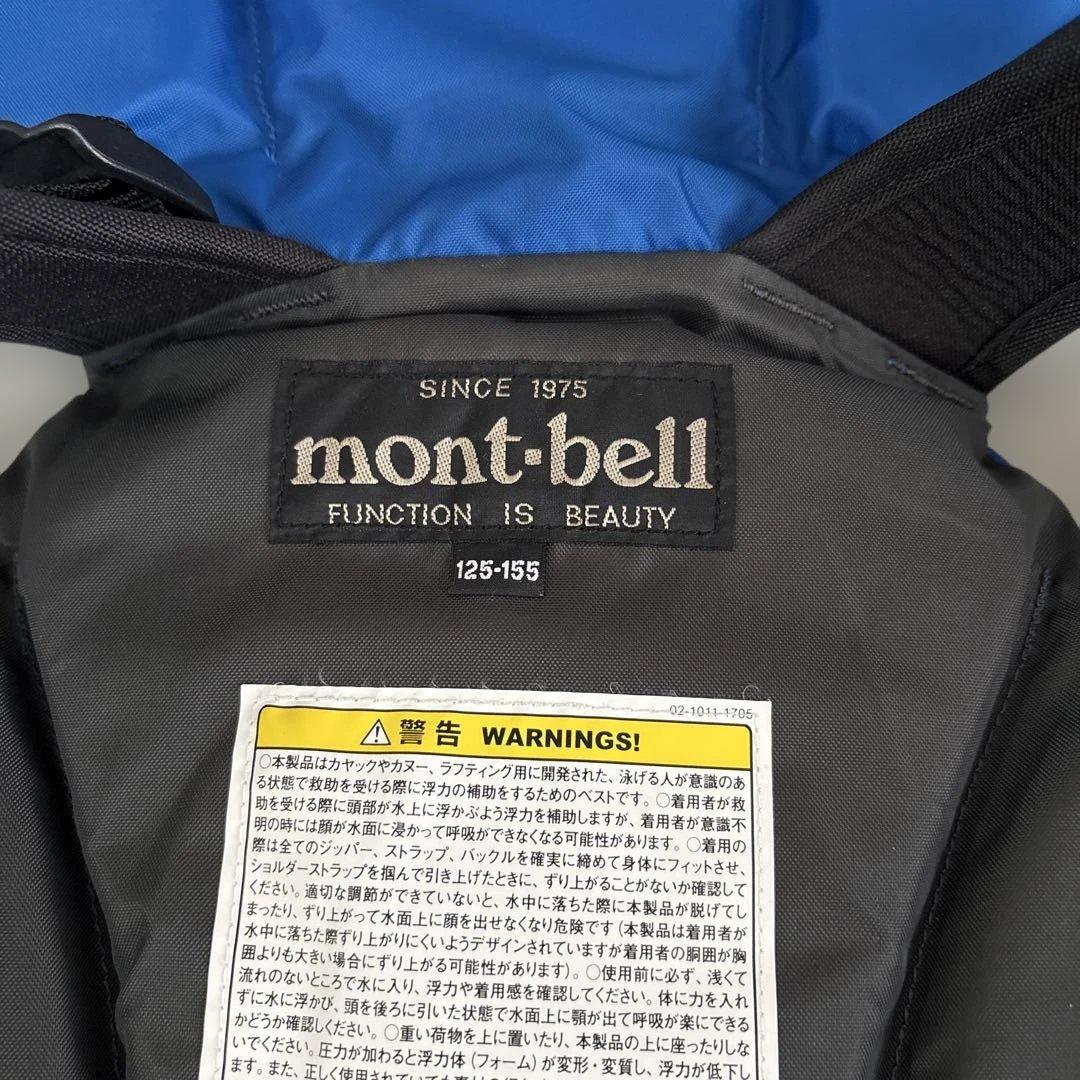 SINCE 1975
mont-bell
FUNCTION IS BEAUTY
125-155
02-1011-1705
警告 WARNINGS!
○本製品はカヤックやカヌー、ラフティング用に開発された、泳げる人が意識のあ
る状態で救助を受ける際に浮力の補助をするためのベストです。○着用者が救
助を受ける際に頭部が水上に浮かぶよう浮力を補助しますが、着用者が意識不
明の時には顔が水面に浸かって呼吸ができなくなる可能性があります。○着用の
際は全てのジッパー、ストラップ、バックルを確実に締めて身体にフィットさせ、
ショルダーストラップを掴んで引き上げたときに、ずり上がることがないか確認して
ください。適切な調節ができていないと、水中に落ちた際に本製品が脱げてし
まったり、ずり上がって水面上に顔を出せなくなり危険です(本製品は着用者が
水中に落ちた際ずり上がりにくいようデザインされていますが着用者の胴囲が胸
囲よりも大きい場合にずり上がる可能性があります)。○使用前に必ず、浅くて
流れのないところで水に入り、浮力や着用感を確認してください。体に力を入れ
ずに水に浮かび、頭を後ろに引いた状態で水面上に顎が出て呼吸が楽にできる
かどうか確認してください。○重い荷物を上に置いたり、本製品の上に座ったりしな
いでください。圧力が加わると浮力体(フォーム)が変形・変質し、浮力が低下し
ます。また、正しく使用されていても